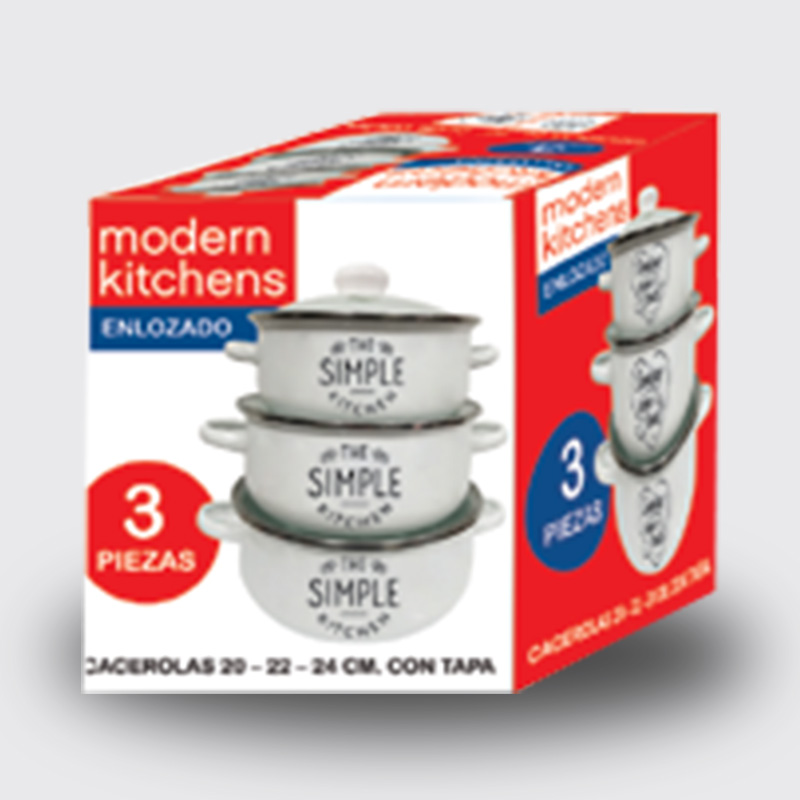 modern
kitchens
ENLOZADO
THE
SIMPLE
KITCHEN
THE
SIMPLE
KITCHEN
THE
SIMPLE
KITCHEN
3
PIEZAS
CACEROLAS 20 – 22 – 24 CM. CON TAPA
modern
kitchens
ENLOZADO
3
PIEZAS